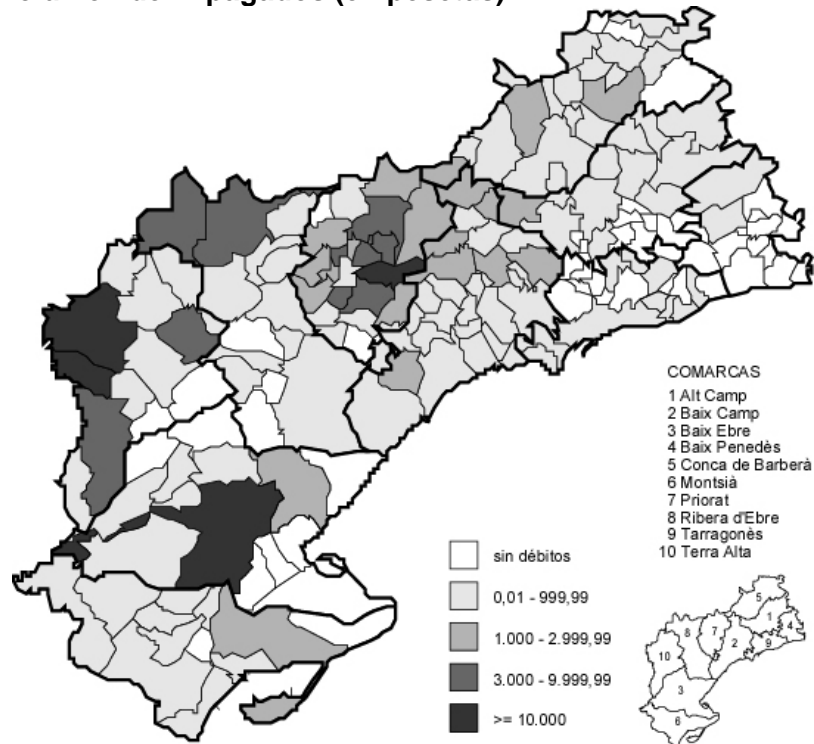 (en pesetas)
COMARCAS
1 Alt Camp
2 Baix Camp
3 Baix Ebre
4 Baix Penedès
5 Conca de Barberà
6 Montsià
7 Priorat
8 Ribera d'Ebre
9 Tarragonès
10 Terra Alta
sin débitos
0,01 - 999,99
1.000 - 2.999,99
3.000 - 9.999,99
>= 10.000
5
1
4
8
7
2
9
10
3
6